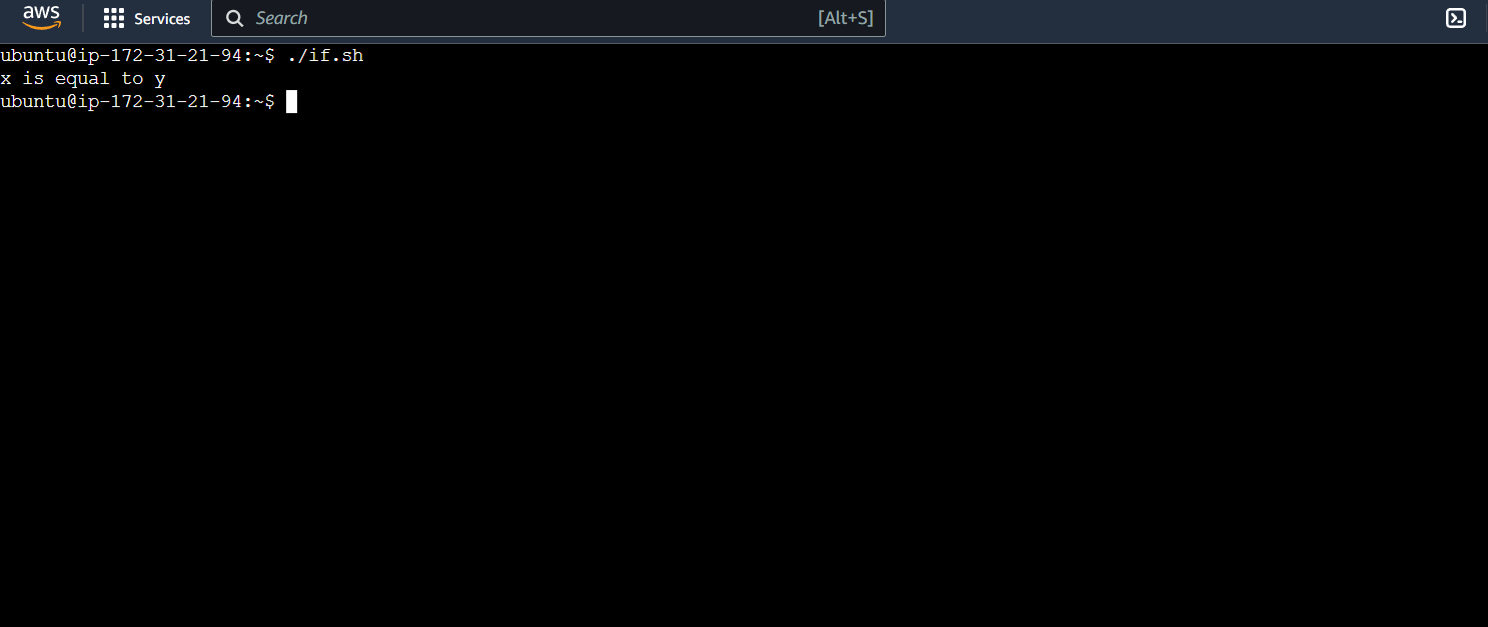 aws Services Search [Alt+S]
ubuntu@ip-172-31-21-94:~$ ./if.sh
x is equal to y
ubuntu@ip-172-31-21-94:~$